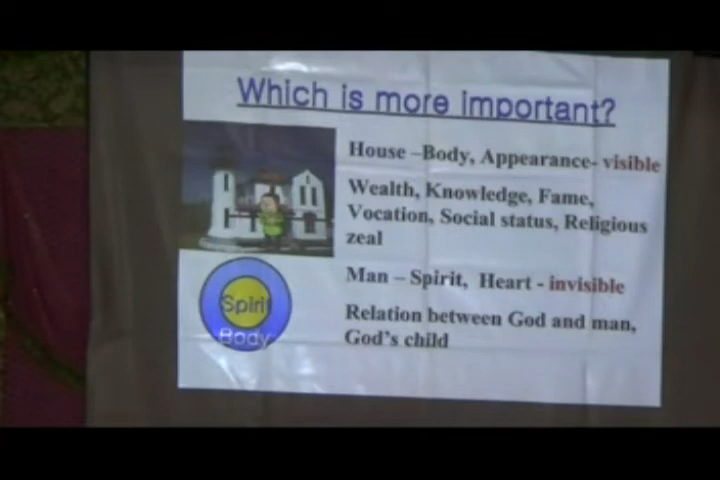 Which is more important?
House –Body, Appearance- visible
Wealth, Knowledge, Fame,
Vocation, Social status, Religious
zeal
Man – Spirit, Heart - invisible
Relation between God and man,
God's child
Spirit
Body